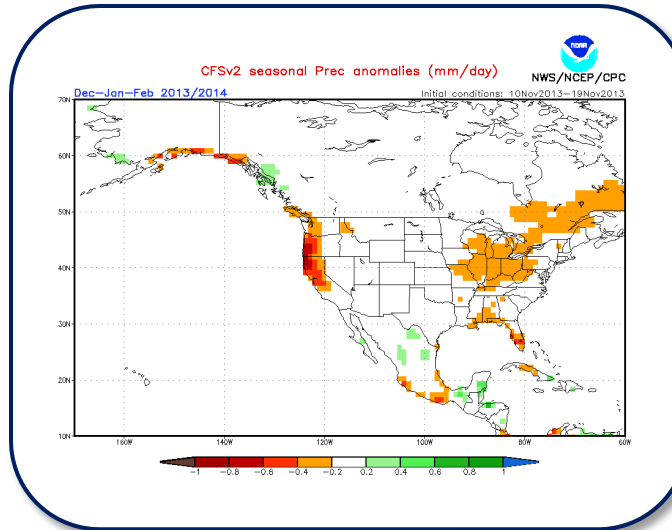 NOAA
CFSv2 seasonal Prec anomalies (mm/day)
NWS/NCEP/CPC
Dec-Jan-Feb 2013/2014
Initial conditions: 10Nov2013-19Nov2013
70N
60N
50N
40N
30N
20N
10N
160W 140W 120W 100W 80W 60W
-1 -0.8 -0.6 -0.4 -0.2 0.2 0.4 0.6 0.8 1